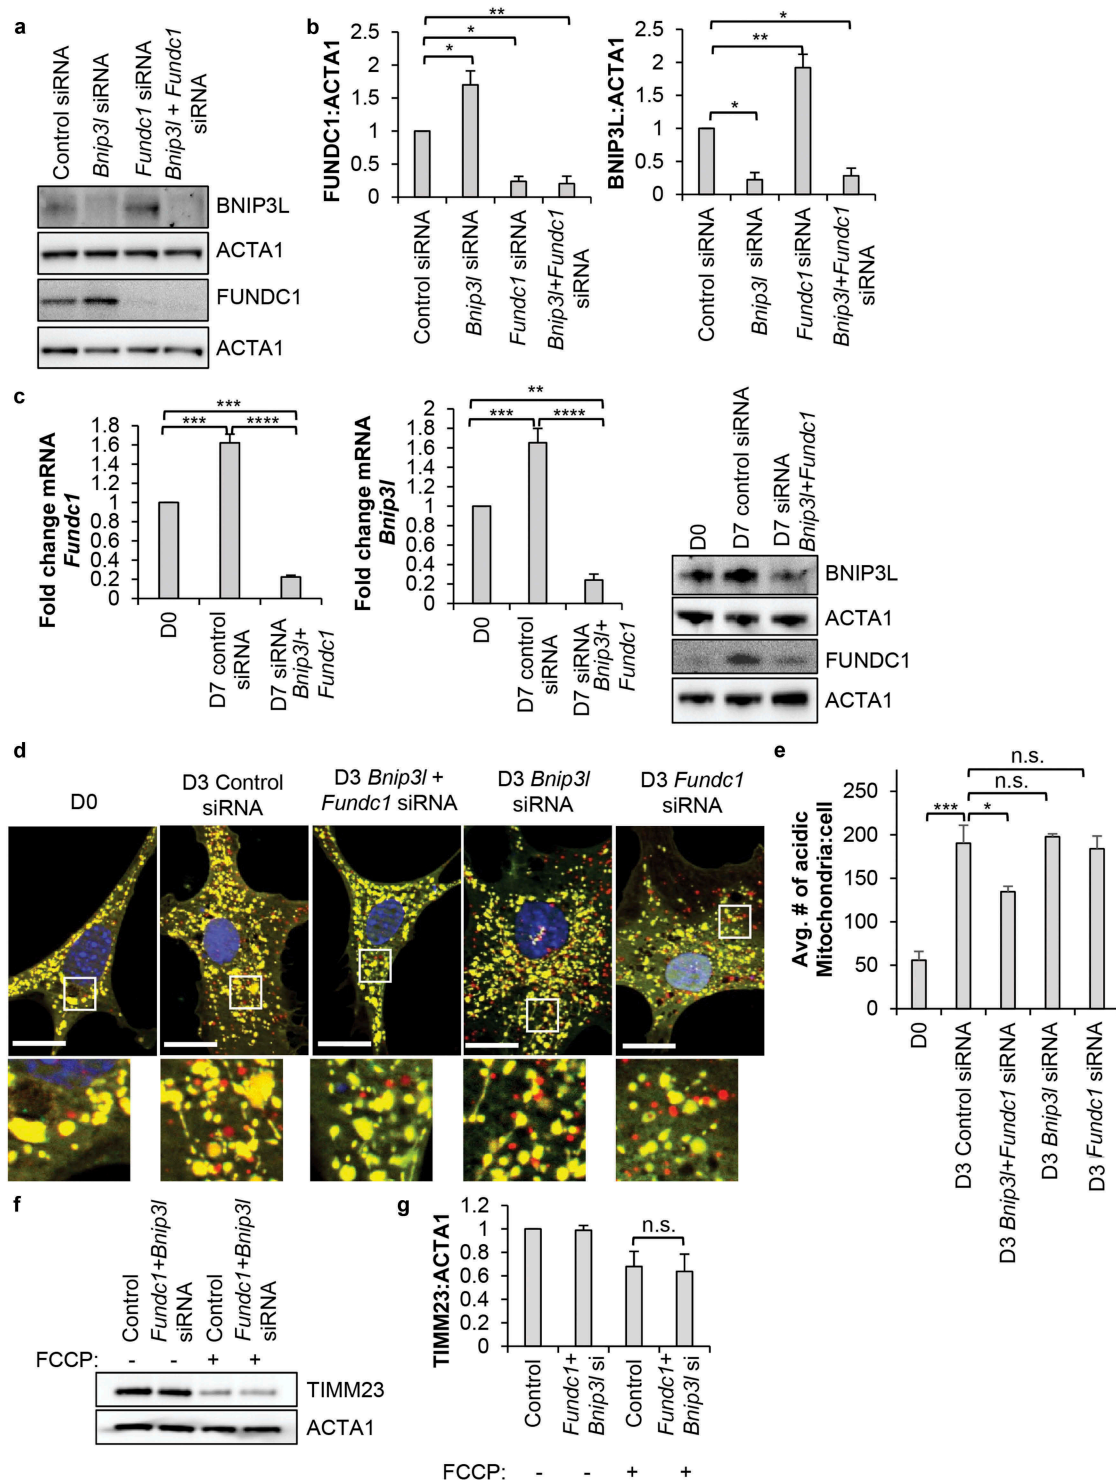 a
Control siRNA
Bnip3l siRNA
Fundc1 siRNA
Bnip3l + Fundc1
siRNA
BNIP3L
ACTA1
FUNDC1
ACTA1
b
FUNDC1:ACTA1
2.5
2
1.5
1
0.5
0
**
*
*
Control siRNA
Bnip3l siRNA
Fundc1 siRNA
Bnip3l+Fundc1
siRNA
BNIP3L:ACTA1
2.5
2
1.5
1
0.5
0
*
**
*
Control siRNA
Bnip3l siRNA
Fundc1 siRNA
Bnip3l+Fundc1
siRNA
c
Fold change mRNA
Fundc1
1.8
1.6
1.4
1.2
1
0.8
0.6
0.4
0.2
0
***
***
****
D0
D7 control
siRNA
D7 siRNA
Bnip3l+
Fundc1
Fold change mRNA
Bnip3l
2
1.8
1.6
1.4
1.2
1
0.8
0.6
0.4
0.2
0
**
***
****
D0
D7 control
siRNA
D7 siRNA
Bnip3l+
Fundc1
D0
D7 control siRNA
D7 siRNA
Bnip3l+Fundc1
BNIP3L
ACTA1
FUNDC1
ACTA1
d
D0
D3 Control
siRNA
D3 Bnip3l +
Fundc1 siRNA
D3 Bnip3l
siRNA
D3 Fundc1
siRNA
e
Avg. # of acidic
Mitochondria:cell
250
200
150
100
50
0
n.s.
n.s.
***
*
D0
D3 Control siRNA
D3 Bnip3l+Fundc1 siRNA
D3 Bnip3l siRNA
D3 Fundc1 siRNA
f
Control
Fundc1+Bnip3l
siRNA
Control
Fundc1+Bnip3l
siRNA
FCCP: - - + +
TIMM23
ACTA1
g
TIMM23:ACTA1
1.2
1
0.8
0.6
0.4
0.2
0
n.s.
Control
Fundc1+
Bnip3l si
Control
Fundc1+
Bnip3l si
FCCP: - - + +